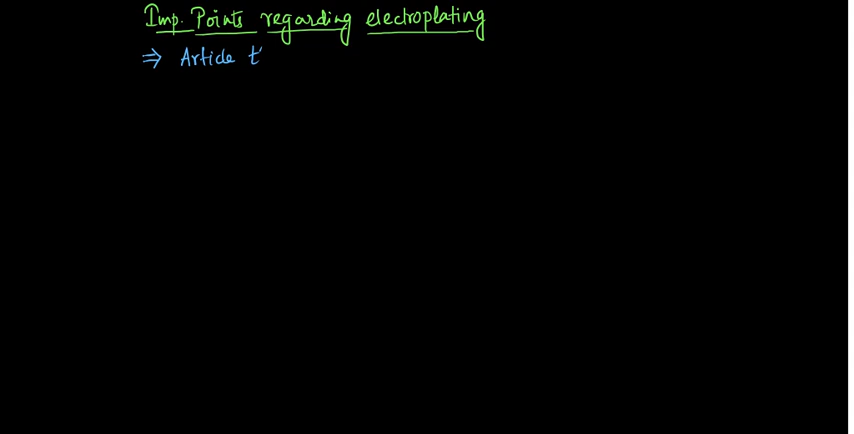 Imp. Points regarding electroplating
⇒ Article t